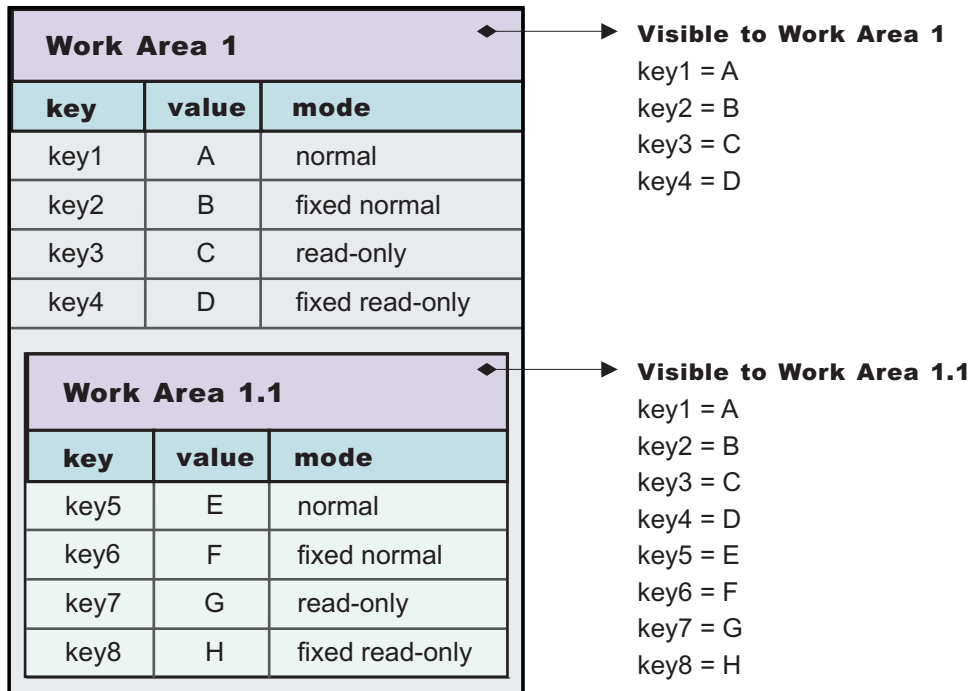 Work Area 1
key value mode
key1 A normal
key2 B fixed normal
key3 C read-only
key4 D fixed read-only
Visible to Work Area 1
key1 = A
key2 = B
key3 = C
key4 = D
Work Area 1.1
key value mode
key5 E normal
key6 F fixed normal
key7 G read-only
key8 H fixed read-only
Visible to Work Area 1.1
key1 = A
key2 = B
key3 = C
key4 = D
key5 = E
key6 = F
key7 = G
key8 = H